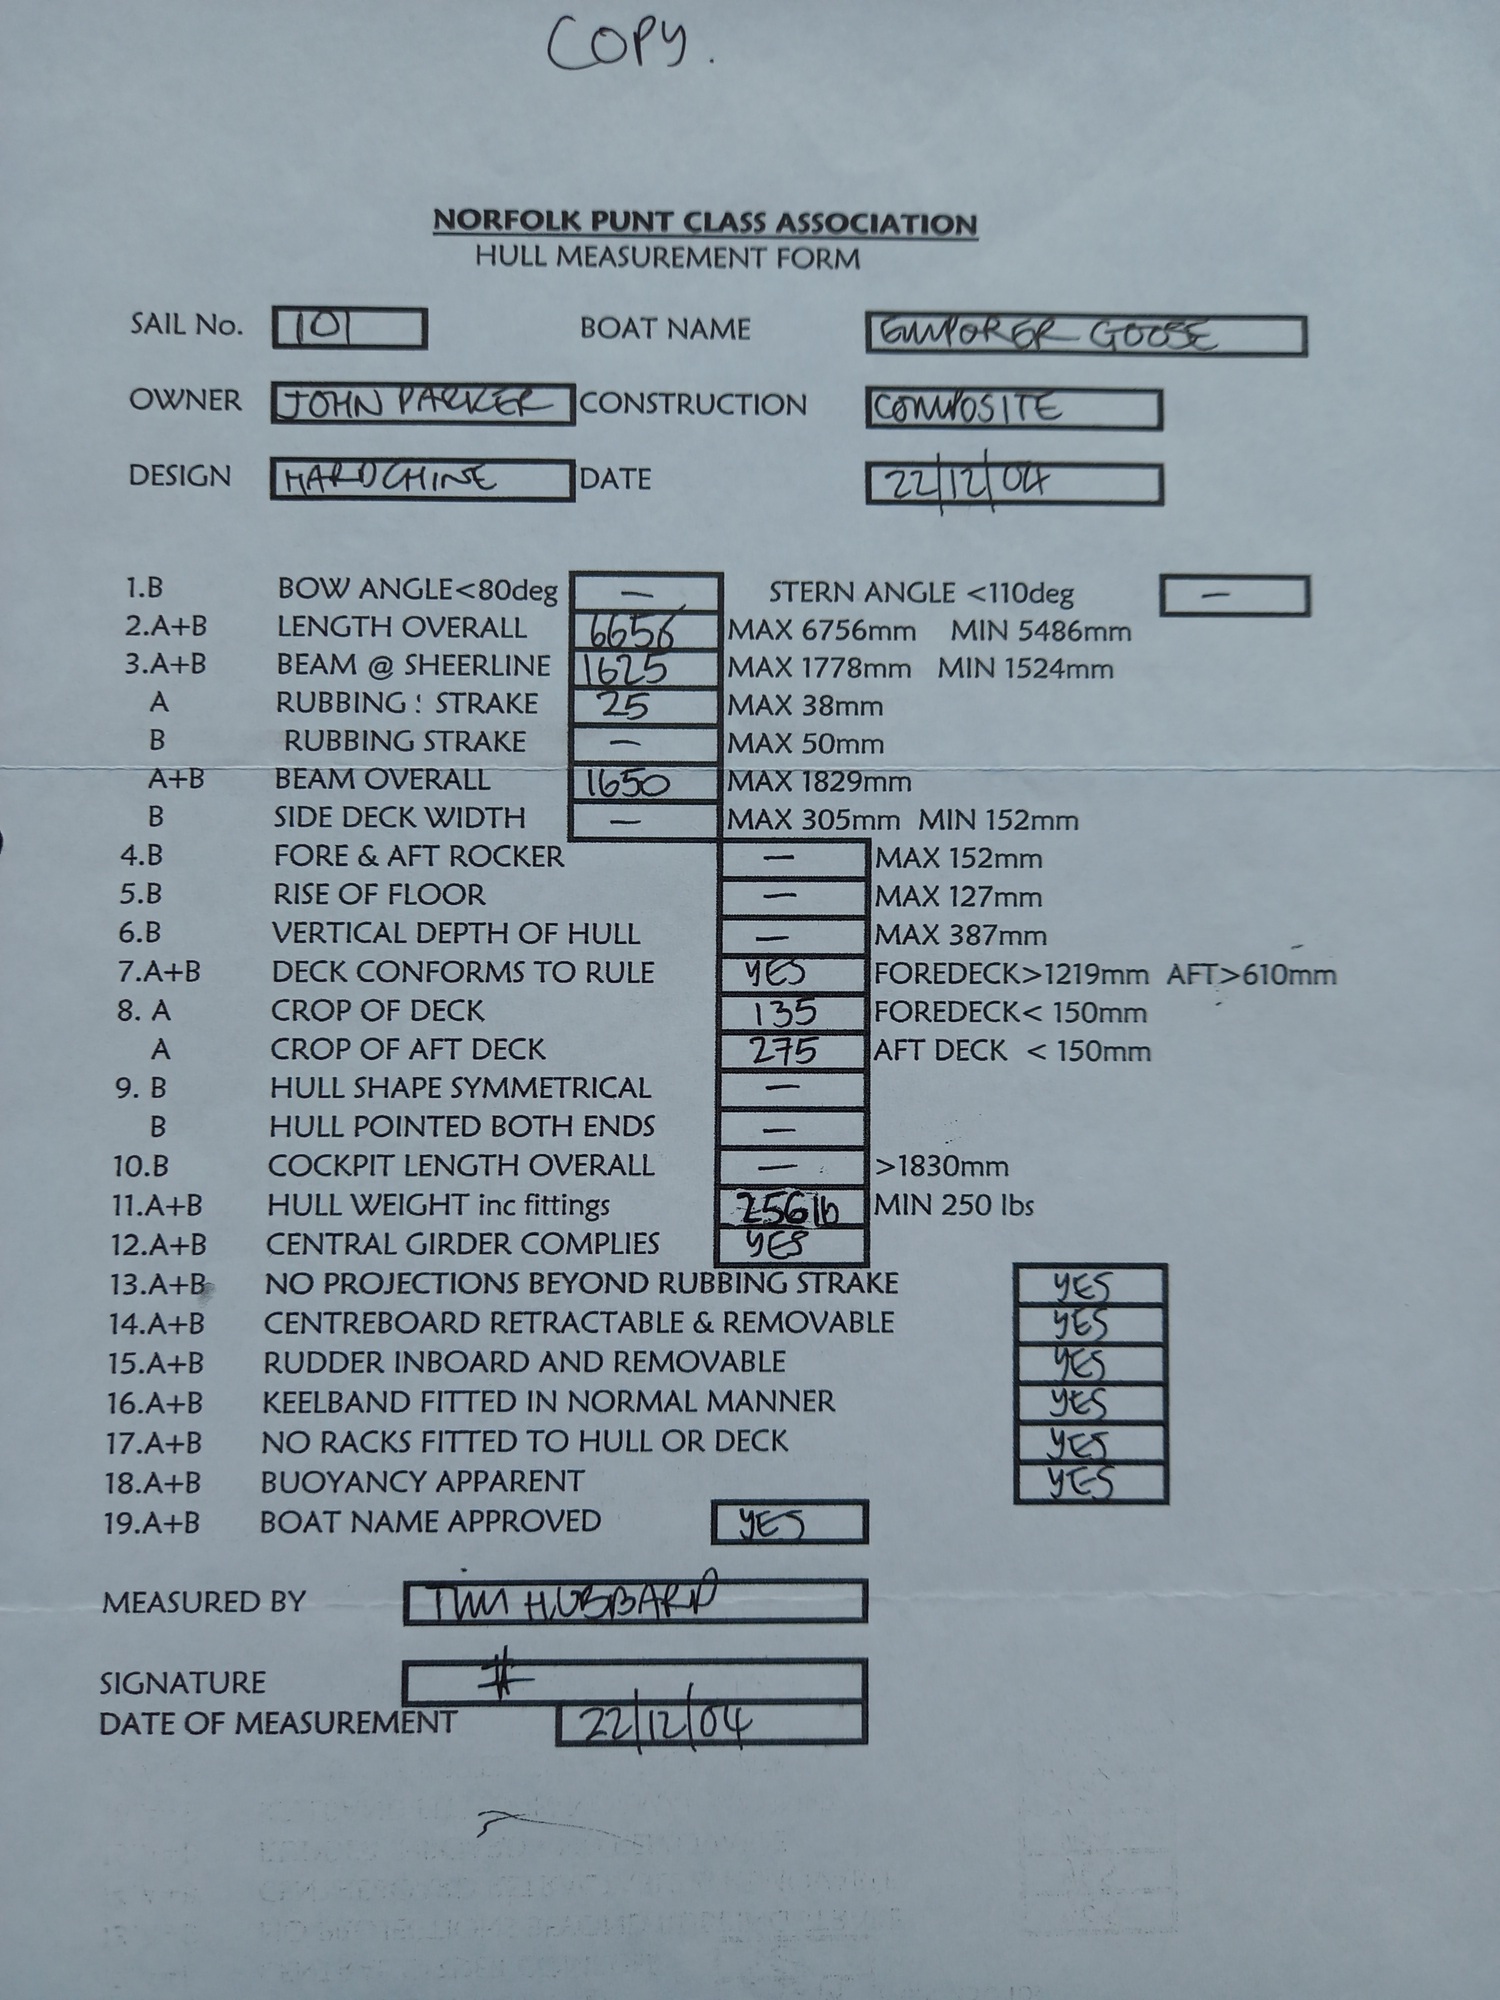 COPY.
NORFOLK PUNT CLASS ASSOCIATION
HULL MEASUREMENT FORM
SAIL No. 101 BOAT NAME EMPORER GOOSE
OWNER JOHN PARKER CONSTRUCTION COMPOSITE
DESIGN HARDCHINE DATE 22/12/04
1.B BOW ANGLE<80deg — STERN ANGLE <110deg —
2.A+B LENGTH OVERALL 6656 MAX 6756mm MIN 5486mm
3.A+B BEAM @ SHEERLINE 1625 MAX 1778mm MIN 1524mm
A RUBBING : STRAKE 25 MAX 38mm
B RUBBING STRAKE — MAX 50mm
A+B BEAM OVERALL 1650 MAX 1829mm
B SIDE DECK WIDTH — MAX 305mm MIN 152mm
4.B FORE & AFT ROCKER — MAX 152mm
5.B RISE OF FLOOR — MAX 127mm
6.B VERTICAL DEPTH OF HULL — MAX 387mm
7.A+B DECK CONFORMS TO RULE YES FOREDECK>1219mm AFT>610mm
8. A CROP OF DECK 135 FOREDECK< 150mm
A CROP OF AFT DECK 275 AFT DECK < 150mm
9. B HULL SHAPE SYMMETRICAL —
B HULL POINTED BOTH ENDS —
10.B COCKPIT LENGTH OVERALL — >1830mm
11.A+B HULL WEIGHT inc fittings 256lb MIN 250 lbs
12.A+B CENTRAL GIRDER COMPLIES YES
13.A+B NO PROJECTIONS BEYOND RUBBING STRAKE YES
14.A+B CENTREBOARD RETRACTABLE & REMOVABLE YES
15.A+B RUDDER INBOARD AND REMOVABLE YES
16.A+B KEELBAND FITTED IN NORMAL MANNER YES
17.A+B NO RACKS FITTED TO HULL OR DECK YES
18.A+B BUOYANCY APPARENT YES
19.A+B BOAT NAME APPROVED YES
MEASURED BY TIM HUBBARD
SIGNATURE
DATE OF MEASUREMENT 22/12/04